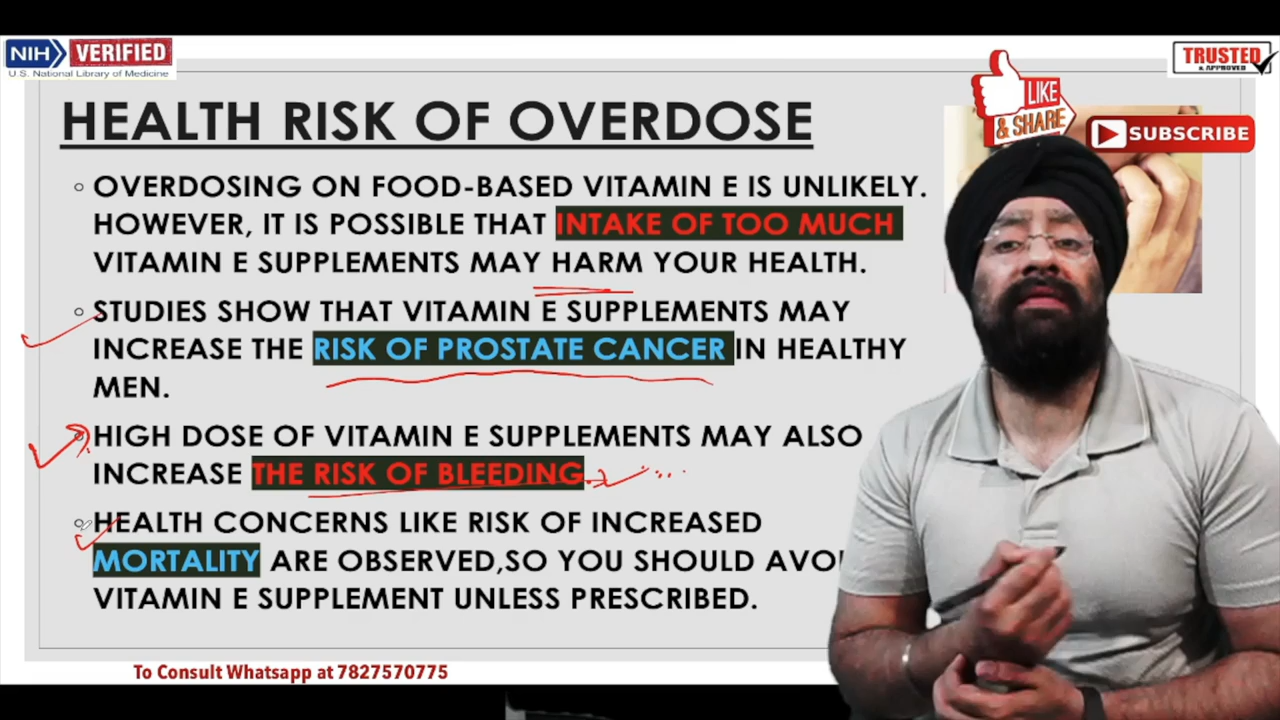 NIH VERIFIED
U.S. National Library of Medicine
TRUSTED
& APPROVED
LIKE
& SHARE
SUBSCRIBE
HEALTH RISK OF OVERDOSE
OVERDOSING ON FOOD-BASED VITAMIN E IS UNLIKELY.
HOWEVER, IT IS POSSIBLE THAT INTAKE OF TOO MUCH
VITAMIN E SUPPLEMENTS MAY HARM YOUR HEALTH.
STUDIES SHOW THAT VITAMIN E SUPPLEMENTS MAY
INCREASE THE RISK OF PROSTATE CANCER IN HEALTHY
MEN.
HIGH DOSE OF VITAMIN E SUPPLEMENTS MAY ALSO
INCREASE THE RISK OF BLEEDING.
HEALTH CONCERNS LIKE RISK OF INCREASED
MORTALITY ARE OBSERVED,SO YOU SHOULD AVO
VITAMIN E SUPPLEMENT UNLESS PRESCRIBED.
To Consult Whatsapp at 7827570775